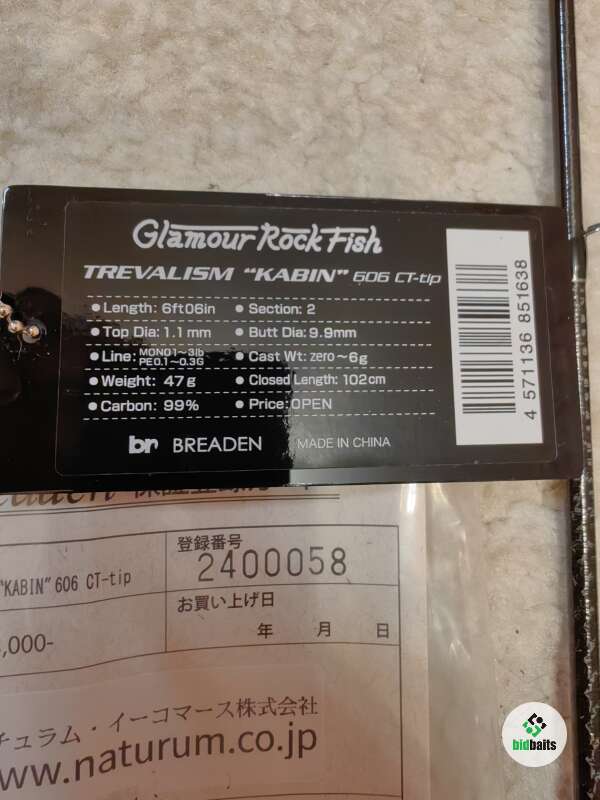 Glamour Rock Fish
TREVALISM "KABIN" 606 CT-tip
● Length: 6ft06in ● Section: 2
● Top Dia: 1.1mm ● Butt Dia: 9.9mm
● Line: MONO1~3lb PE0.1~0.3G ● Cast Wt: zero~6g
● Weight: 47g ● Closed Length: 102cm
● Carbon: 99% ● Price: OPEN
br BREADEN MADE IN CHINA
4 571136 851638
"KABIN" 606 CT-tip
登録番号
2400058
お買い上げ日
年 月 日
,000-
チュラム・イーコマース株式会社
www.naturum.co.jp
bidbaits